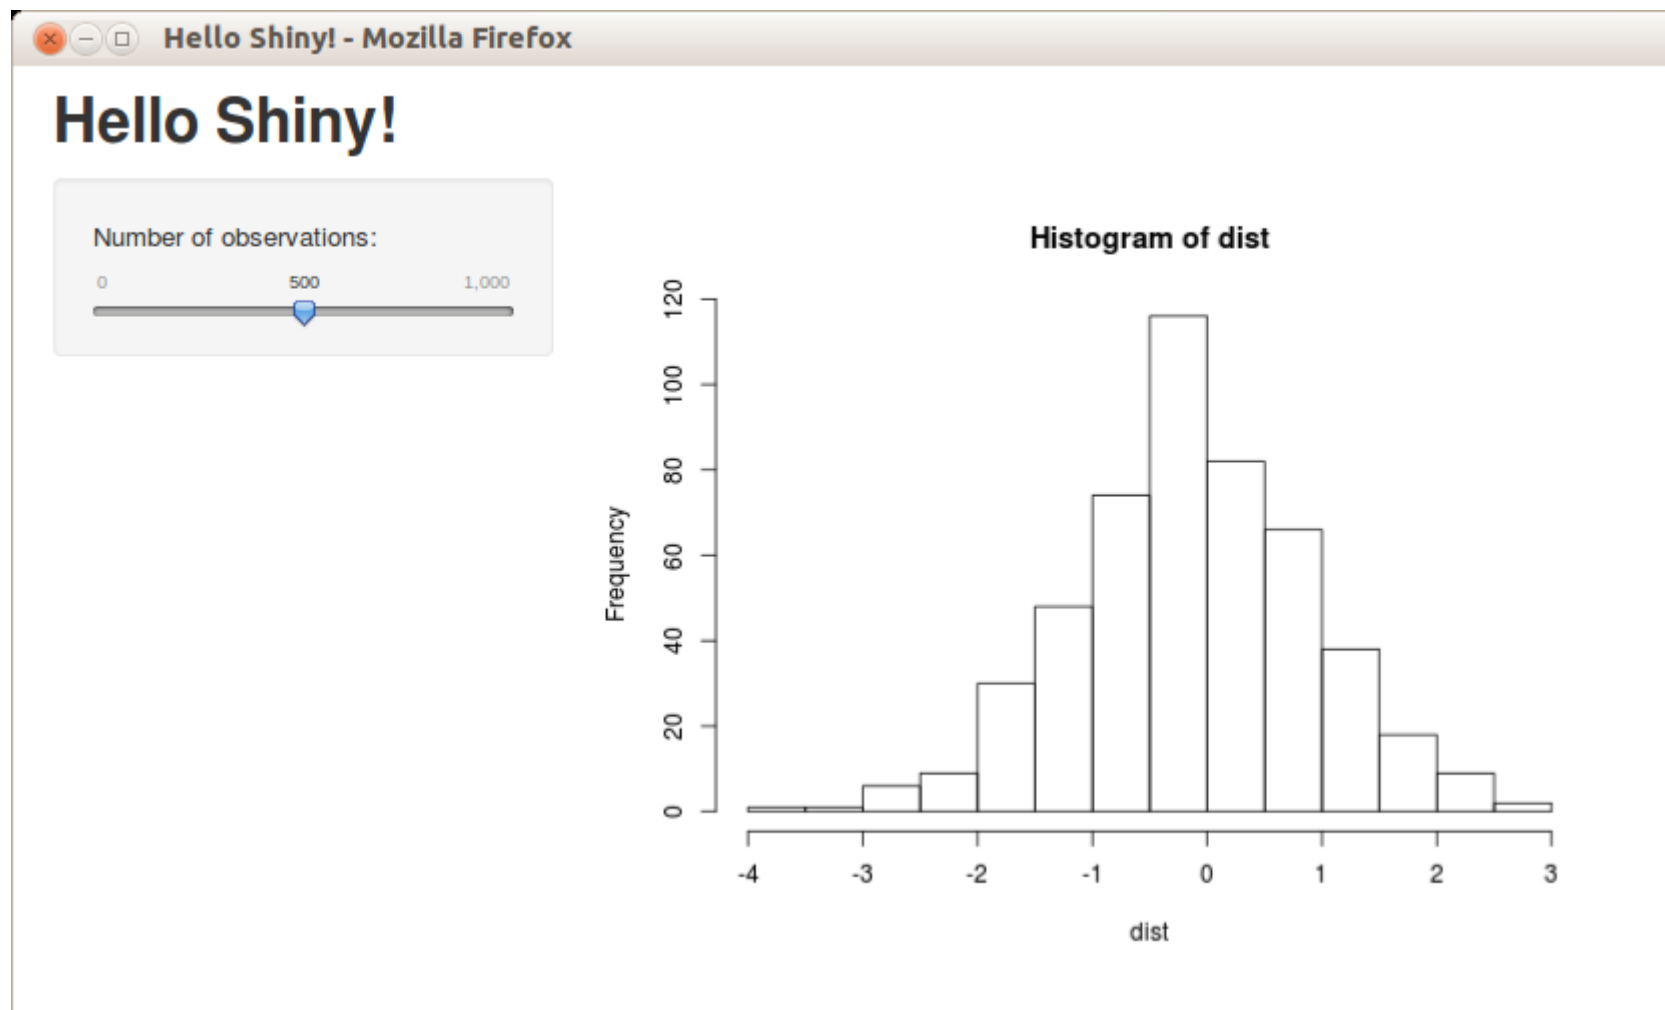 Hello Shiny! - Mozilla Firefox
Hello Shiny!
Number of observations:
0 500 1,000
Histogram of dist
Frequency
120
100
80
60
40
20
0
-4 -3 -2 -1 0 1 2 3
dist